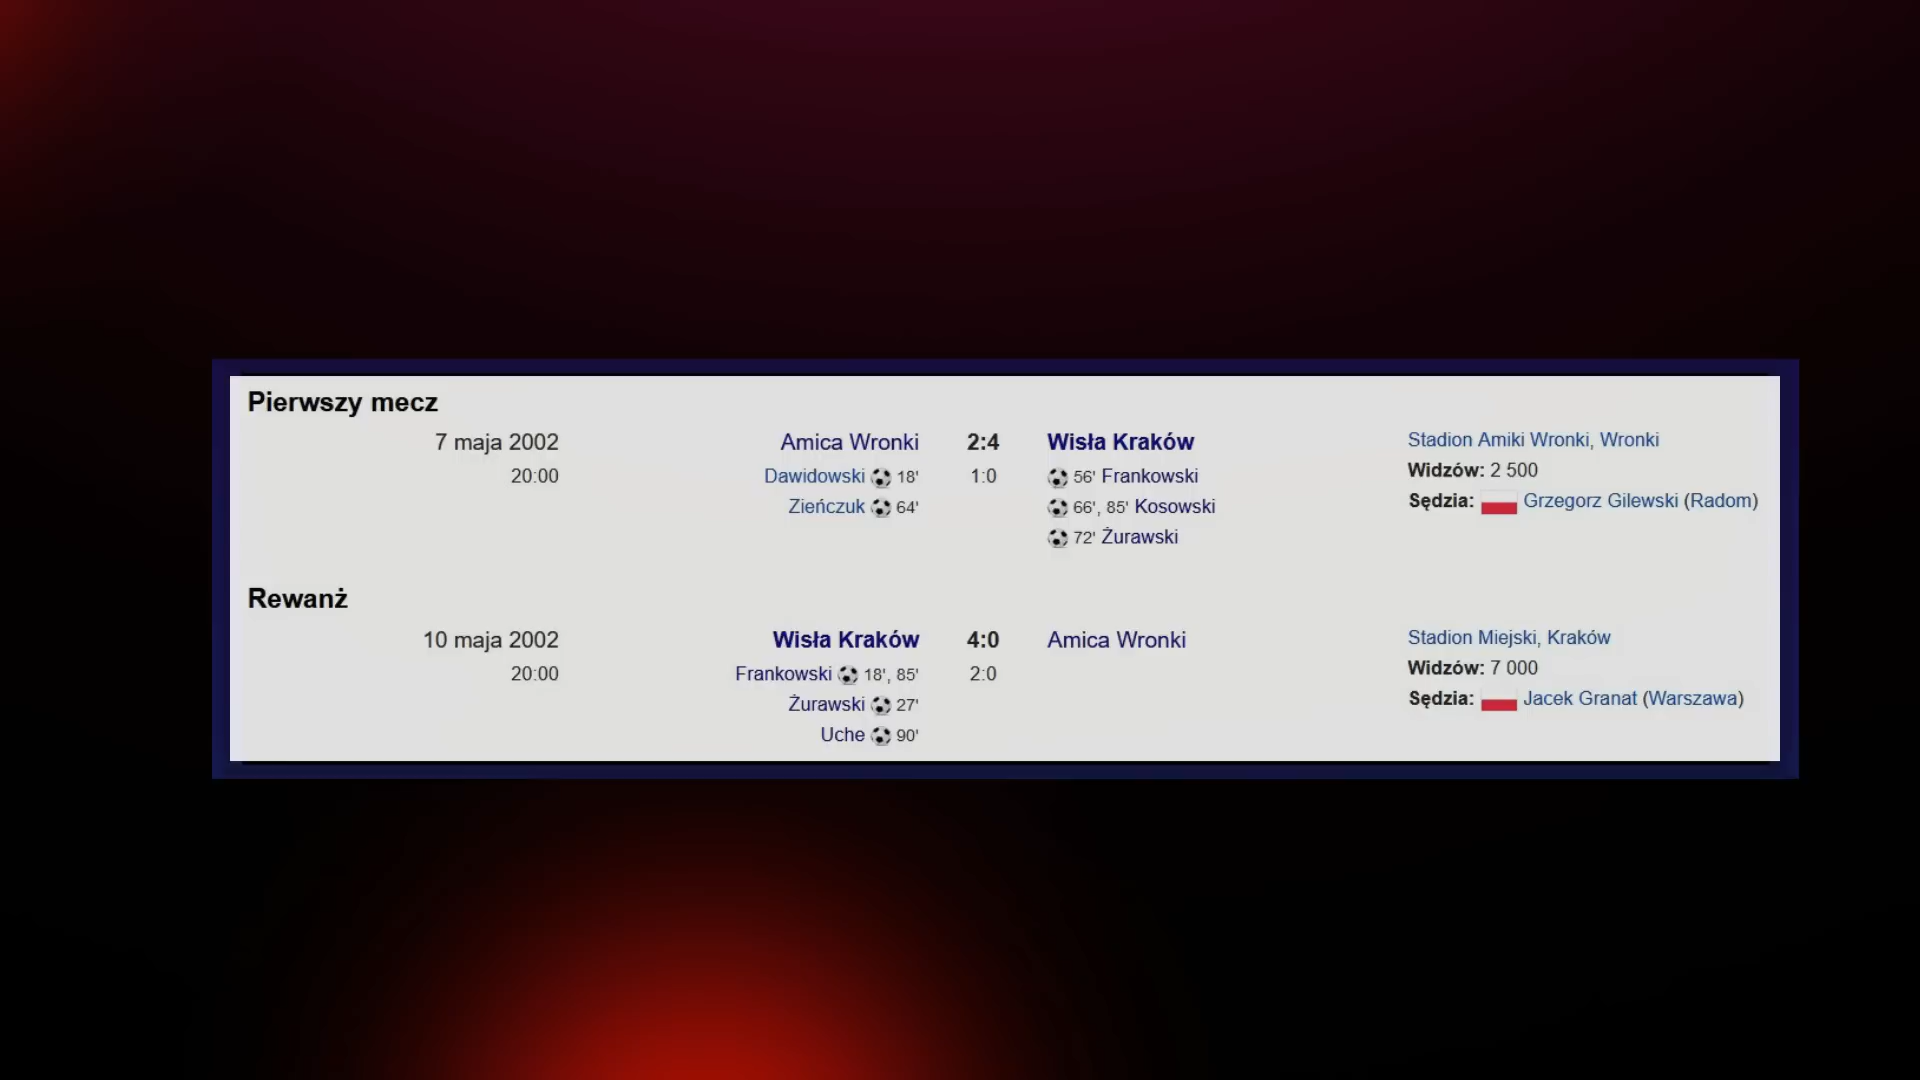 Pierwszy mecz
7 maja 2002 Amica Wronki 2:4 Wisła Kraków Stadion Amiki Wronki, Wronki
20:00 Dawidowski 18' 1:0 56' Frankowski Widzów: 2 500
Zieńczuk 64' 66', 85' Kosowski Sędzia: Grzegorz Gilewski (Radom)
72' Żurawski
Rewanż
10 maja 2002 Wisła Kraków 4:0 Amica Wronki Stadion Miejski, Kraków
20:00 Frankowski 18', 85' 2:0 Widzów: 7 000
Żurawski 27' Sędzia: Jacek Granat (Warszawa)
Uche 90'